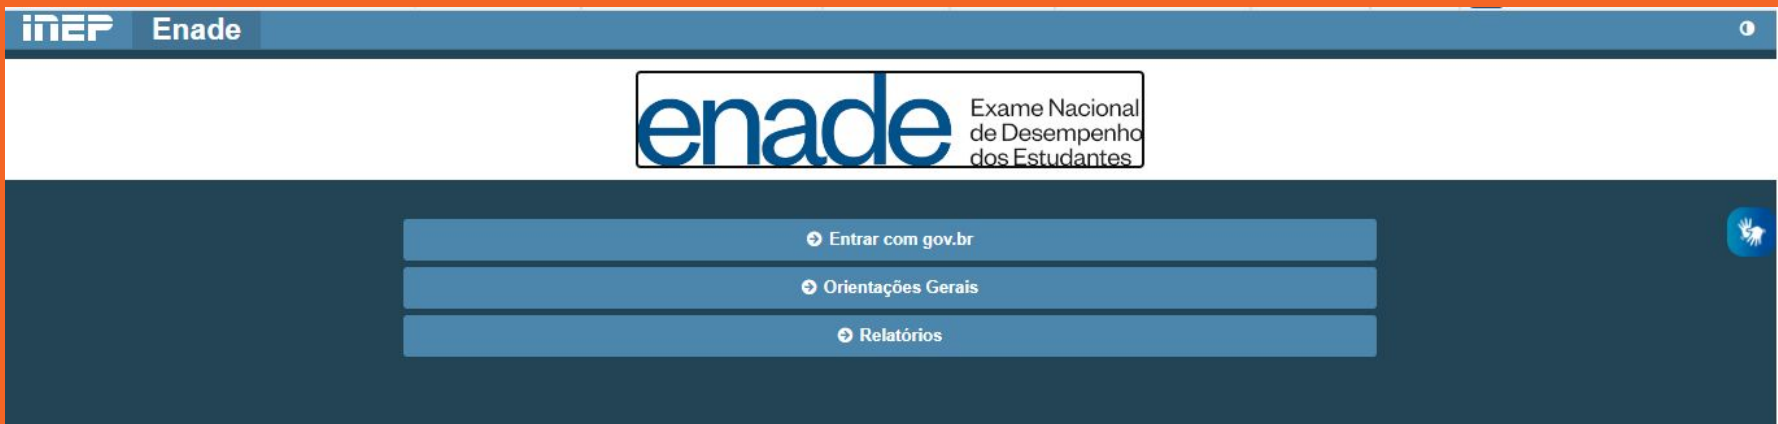 inep Enade
enade
Exame Nacional
de Desempenho
dos Estudantes
Entrar com gov.br
Orientações Gerais
Relatórios